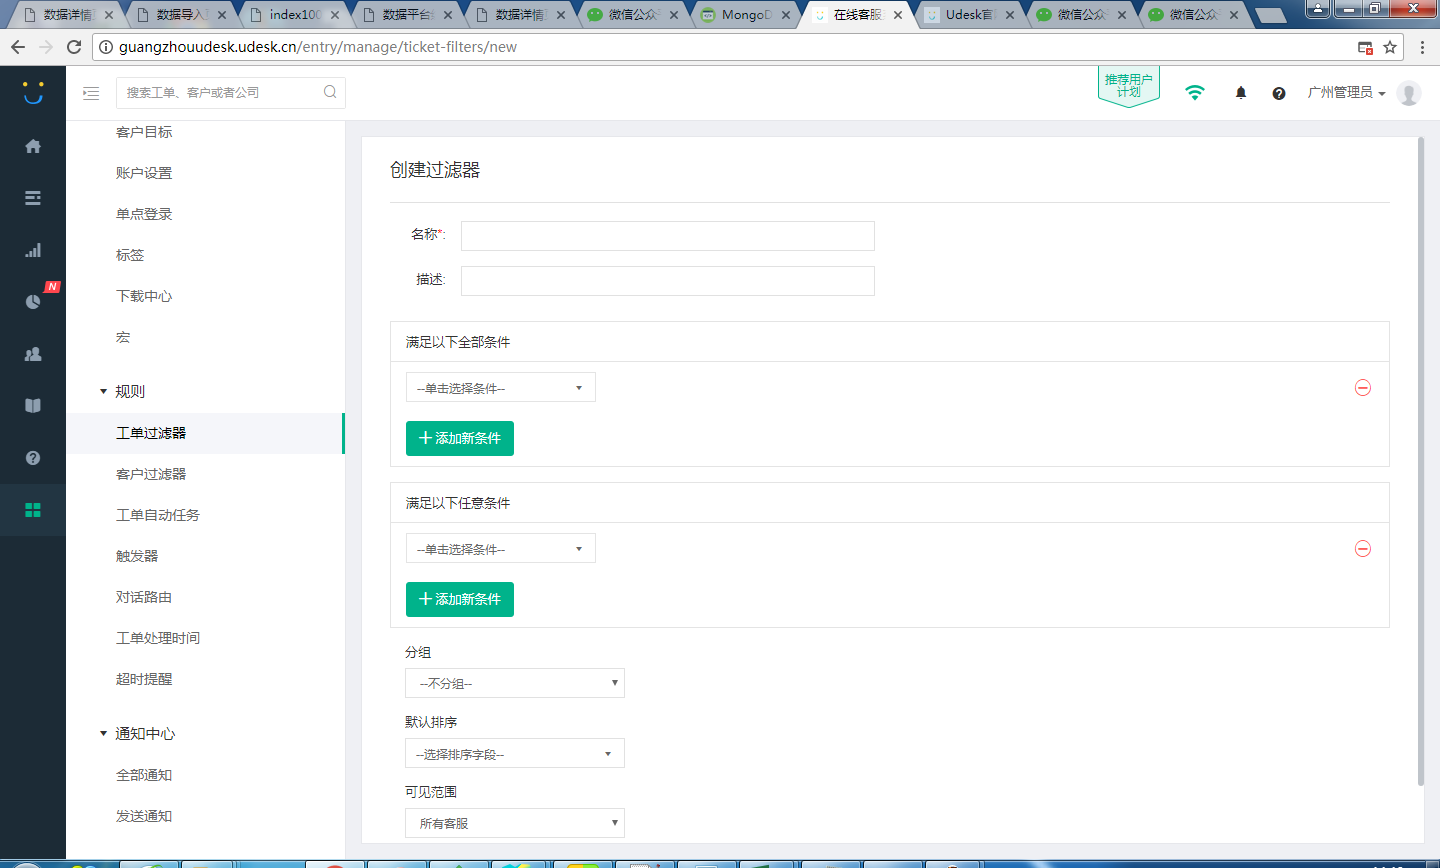 数据详情
数据导入
index100
数据平台
数据详情
微信公众
MongoD
在线客服
Udesk官
微信公众
微信公众
guangzhouudesk.udesk.cn/entry/manage/ticket-filters/new
搜索工单、客户或者公司
推荐用户
计划
广州管理员
N
客户目标
账户设置
单点登录
标签
下载中心
宏
规则
工单过滤器
客户过滤器
工单自动任务
触发器
对话路由
工单处理时间
超时提醒
通知中心
全部通知
发送通知
创建过滤器
名称*:
描述:
满足以下全部条件
--单击选择条件--
添加新条件
满足以下任意条件
--单击选择条件--
添加新条件
分组
--不分组--
默认排序
--选择排序字段--
可见范围
所有客服